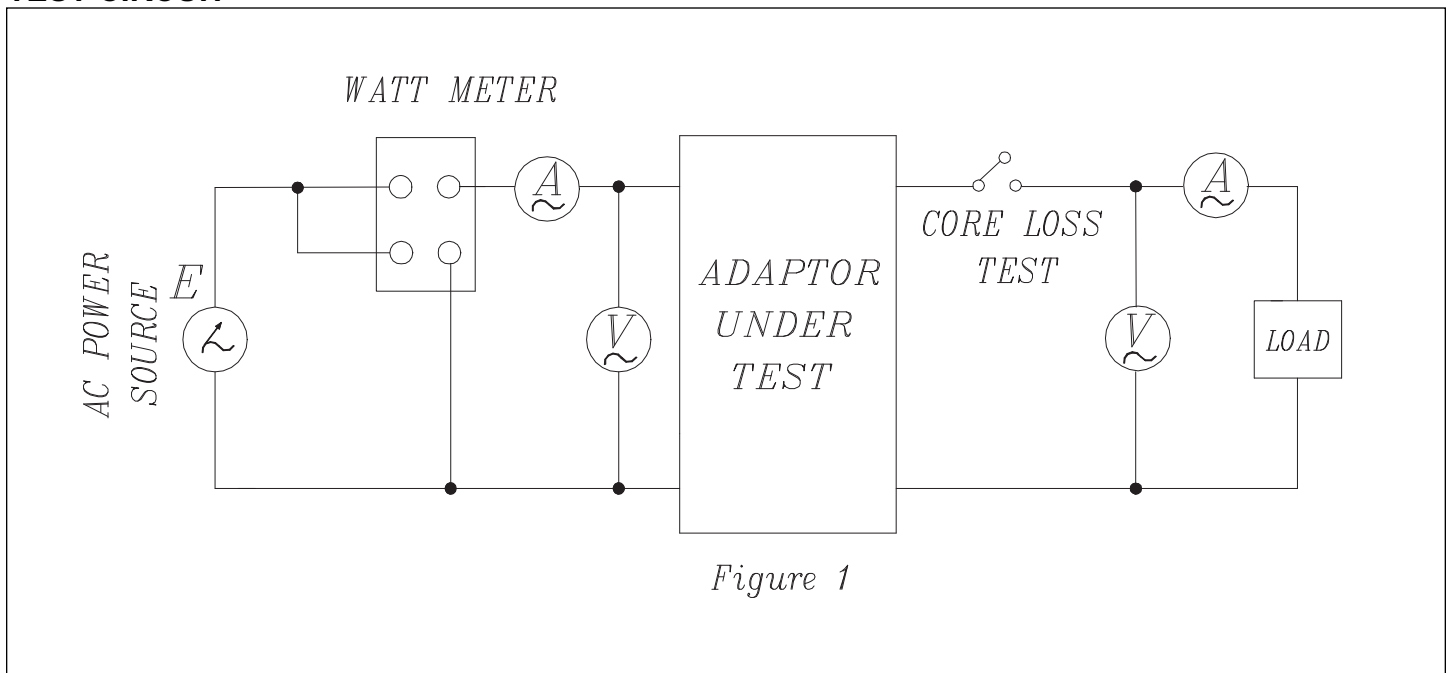 WATT METER
A
A
CORE LOSS
TEST
AC POWER
SOURCE
E
V
ADAPTOR
UNDER
TEST
V
LOAD
Figure 1